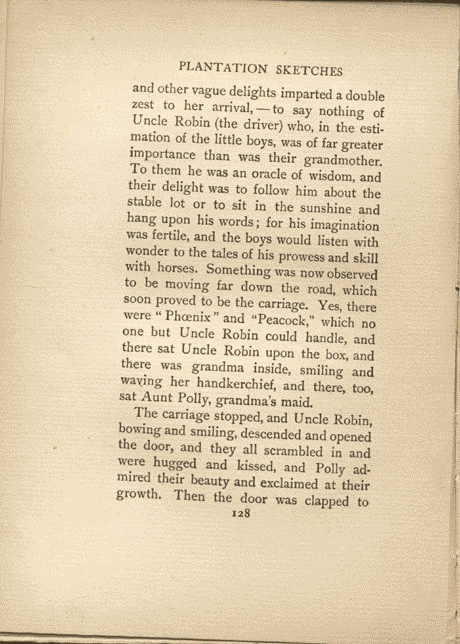 PLANTATION SKETCHES
and other vague delights imparted a double
zest to her arrival, — to say nothing of
Uncle Robin (the driver) who, in the esti-
mation of the little boys, was of far greater
importance than was their grandmother.
To them he was an oracle of wisdom, and
their delight was to follow him about the
stable lot or to sit in the sunshine and
hang upon his words; for his imagination
was fertile, and the boys would listen with
wonder to the tales of his prowess and skill
with horses. Something was now observed
to be moving far down the road, which
soon proved to be the carriage. Yes, there
were “Phœnix” and “Peacock,” which no
one but Uncle Robin could handle, and
there sat Uncle Robin upon the box, and
there was grandma inside, smiling and
waving her handkerchief, and there, too,
sat Aunt Polly, grandma's maid.
The carriage stopped, and Uncle Robin,
bowing and smiling, descended and opened
the door, and they all scrambled in and
were hugged and kissed, and Polly ad-
mired their beauty and exclaimed at their
growth. Then the door was clapped to
128